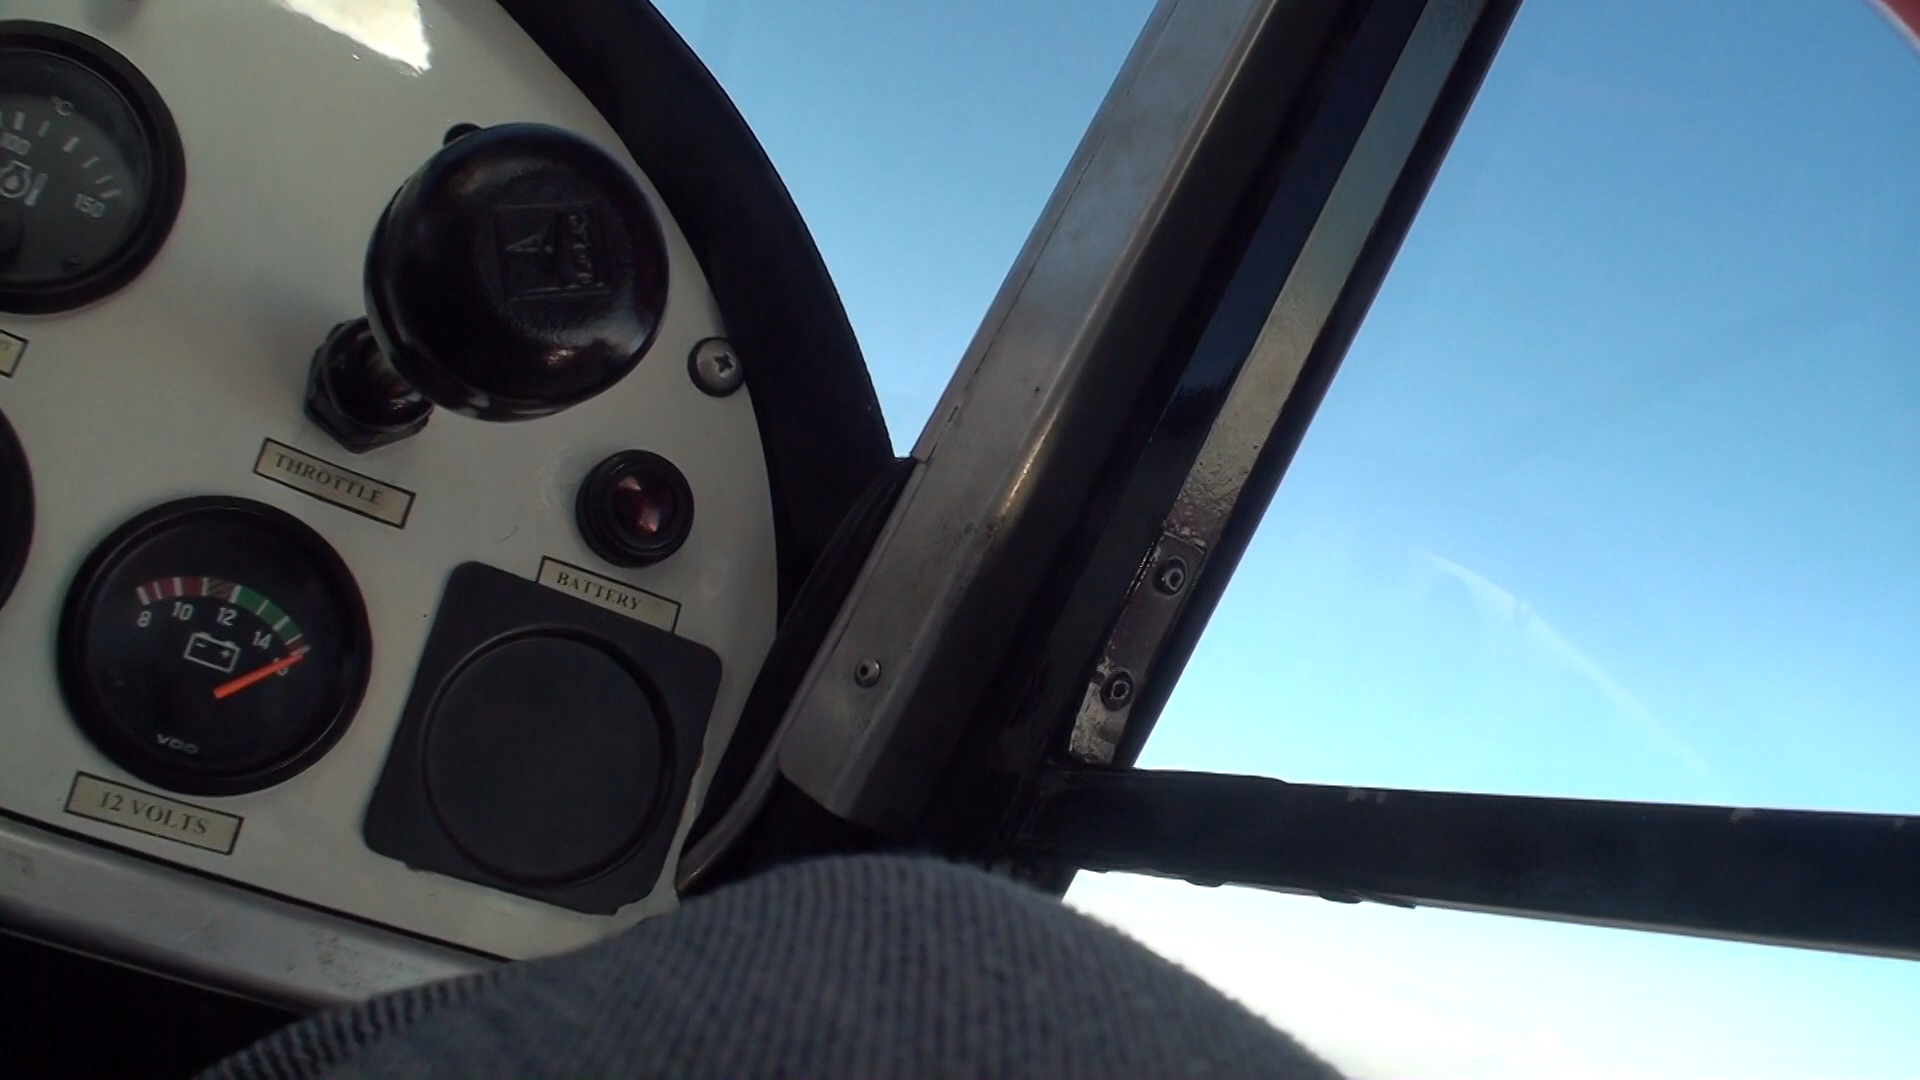 °C
150
THROTTLE
BATTERY
8 10 12 14
- +
VDO
12 VOLTS